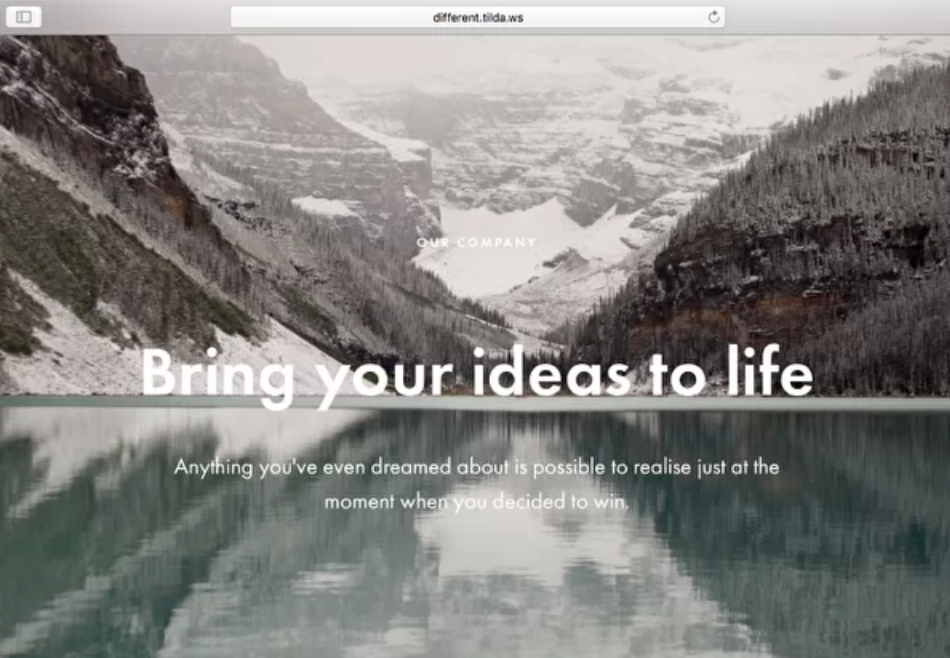 different.tilda.ws
OUR COMPANY
Bring your ideas to life
Anything you've even dreamed about is possible to realise just at the
moment when you decided to win.